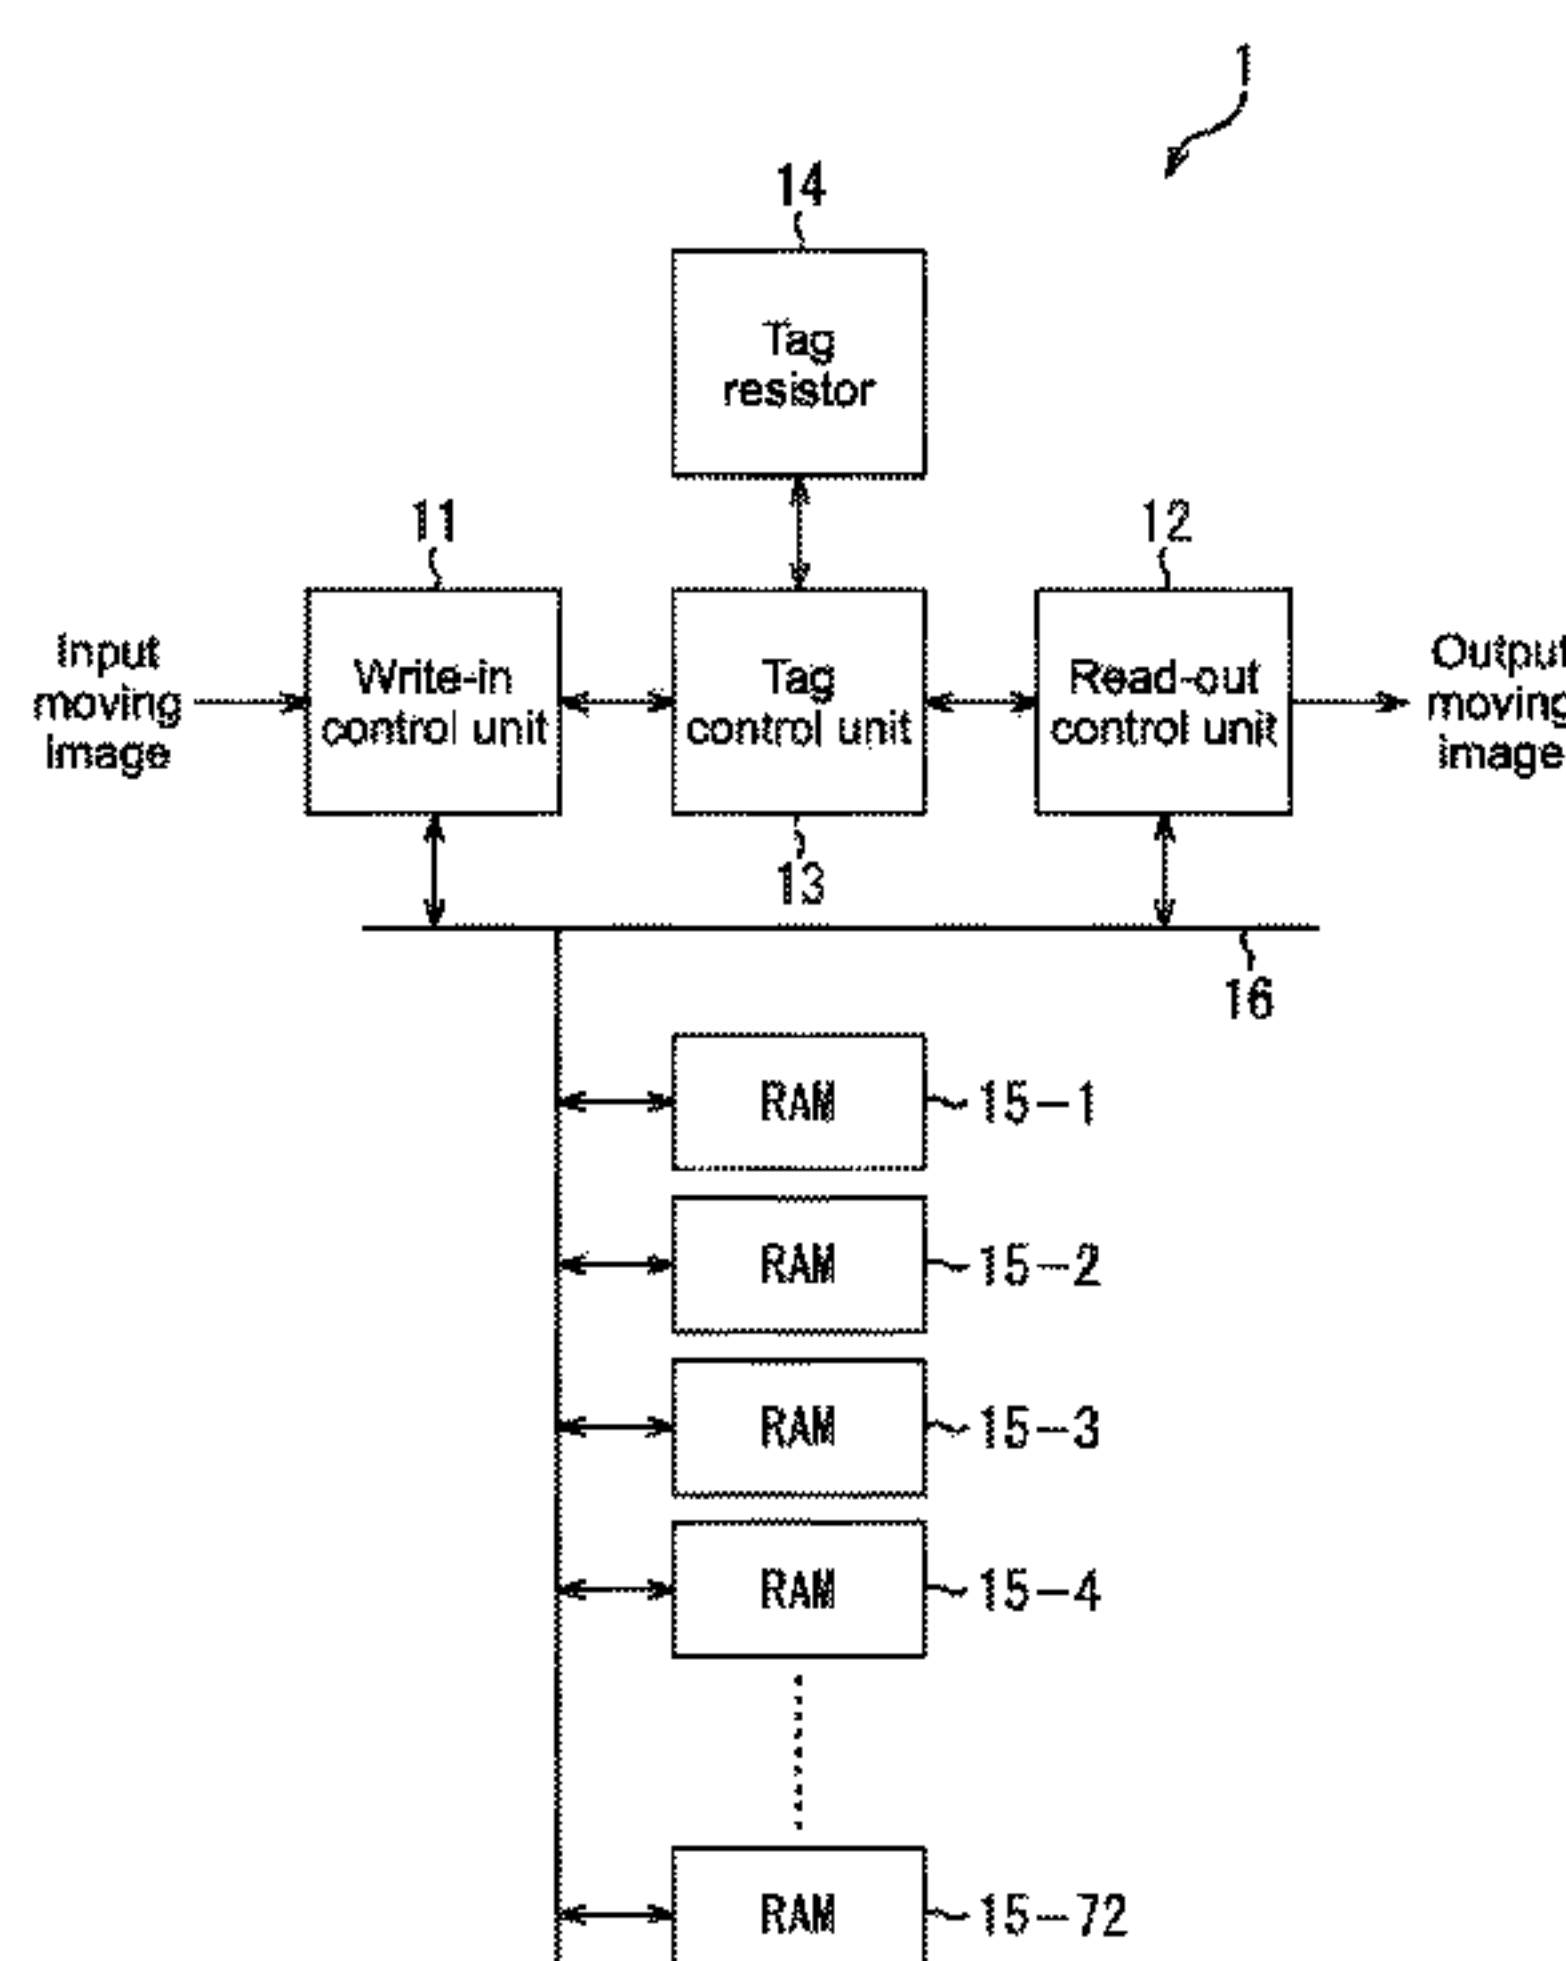 1
14
Tag
resistor
11
12
Input
moving
image
Write-in
control unit
Tag
control unit
Read-out
control unit
Output
moving
image
13
16
RAM
15-1
RAM
15-2
RAM
15-3
RAM
15-4
RAM
15-72